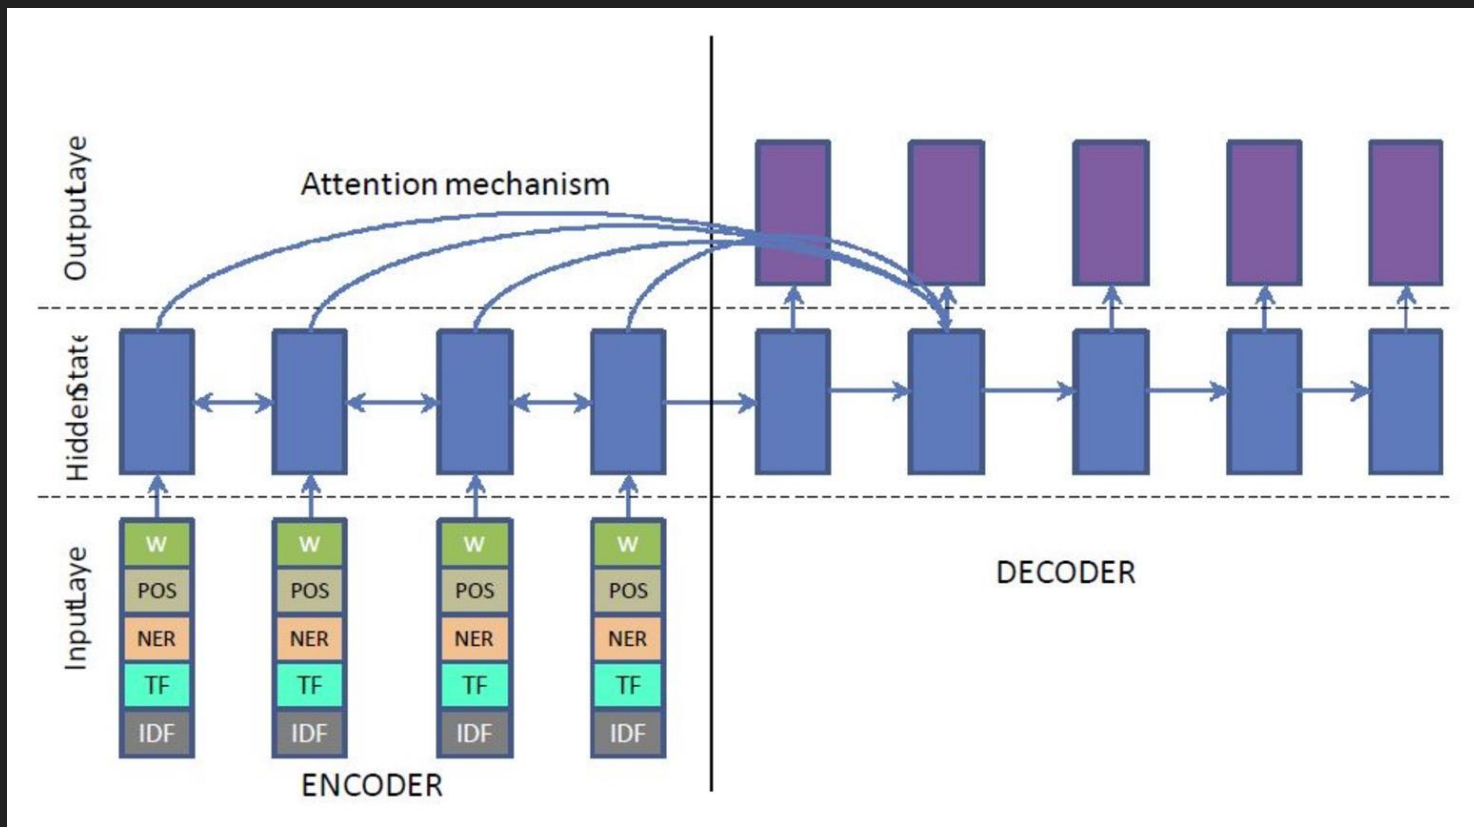 Attention mechanism
OutputLaye
HiddenState
InputLaye
W W W W
POS POS POS POS
NER NER NER NER
TF TF TF TF
IDF IDF IDF IDF
ENCODER
DECODER